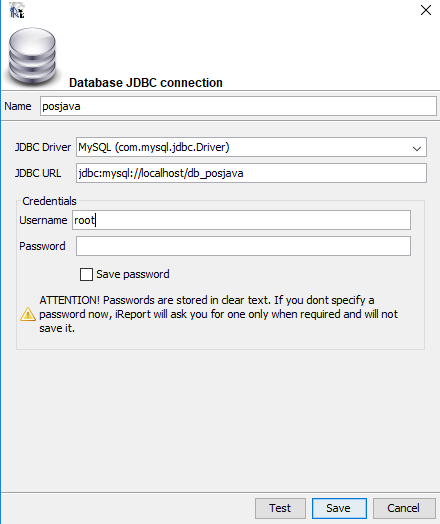 Database JDBC connection
Name posjava
JDBC Driver MySQL (com.mysql.jdbc.Driver)
JDBC URL jdbc:mysql://localhost/db_posjava
Credentials
Username root
Password
Save password
ATTENTION! Passwords are stored in clear text. If you dont specify a
password now, iReport will ask you for one only when required and will not
save it.
Test Save Cancel